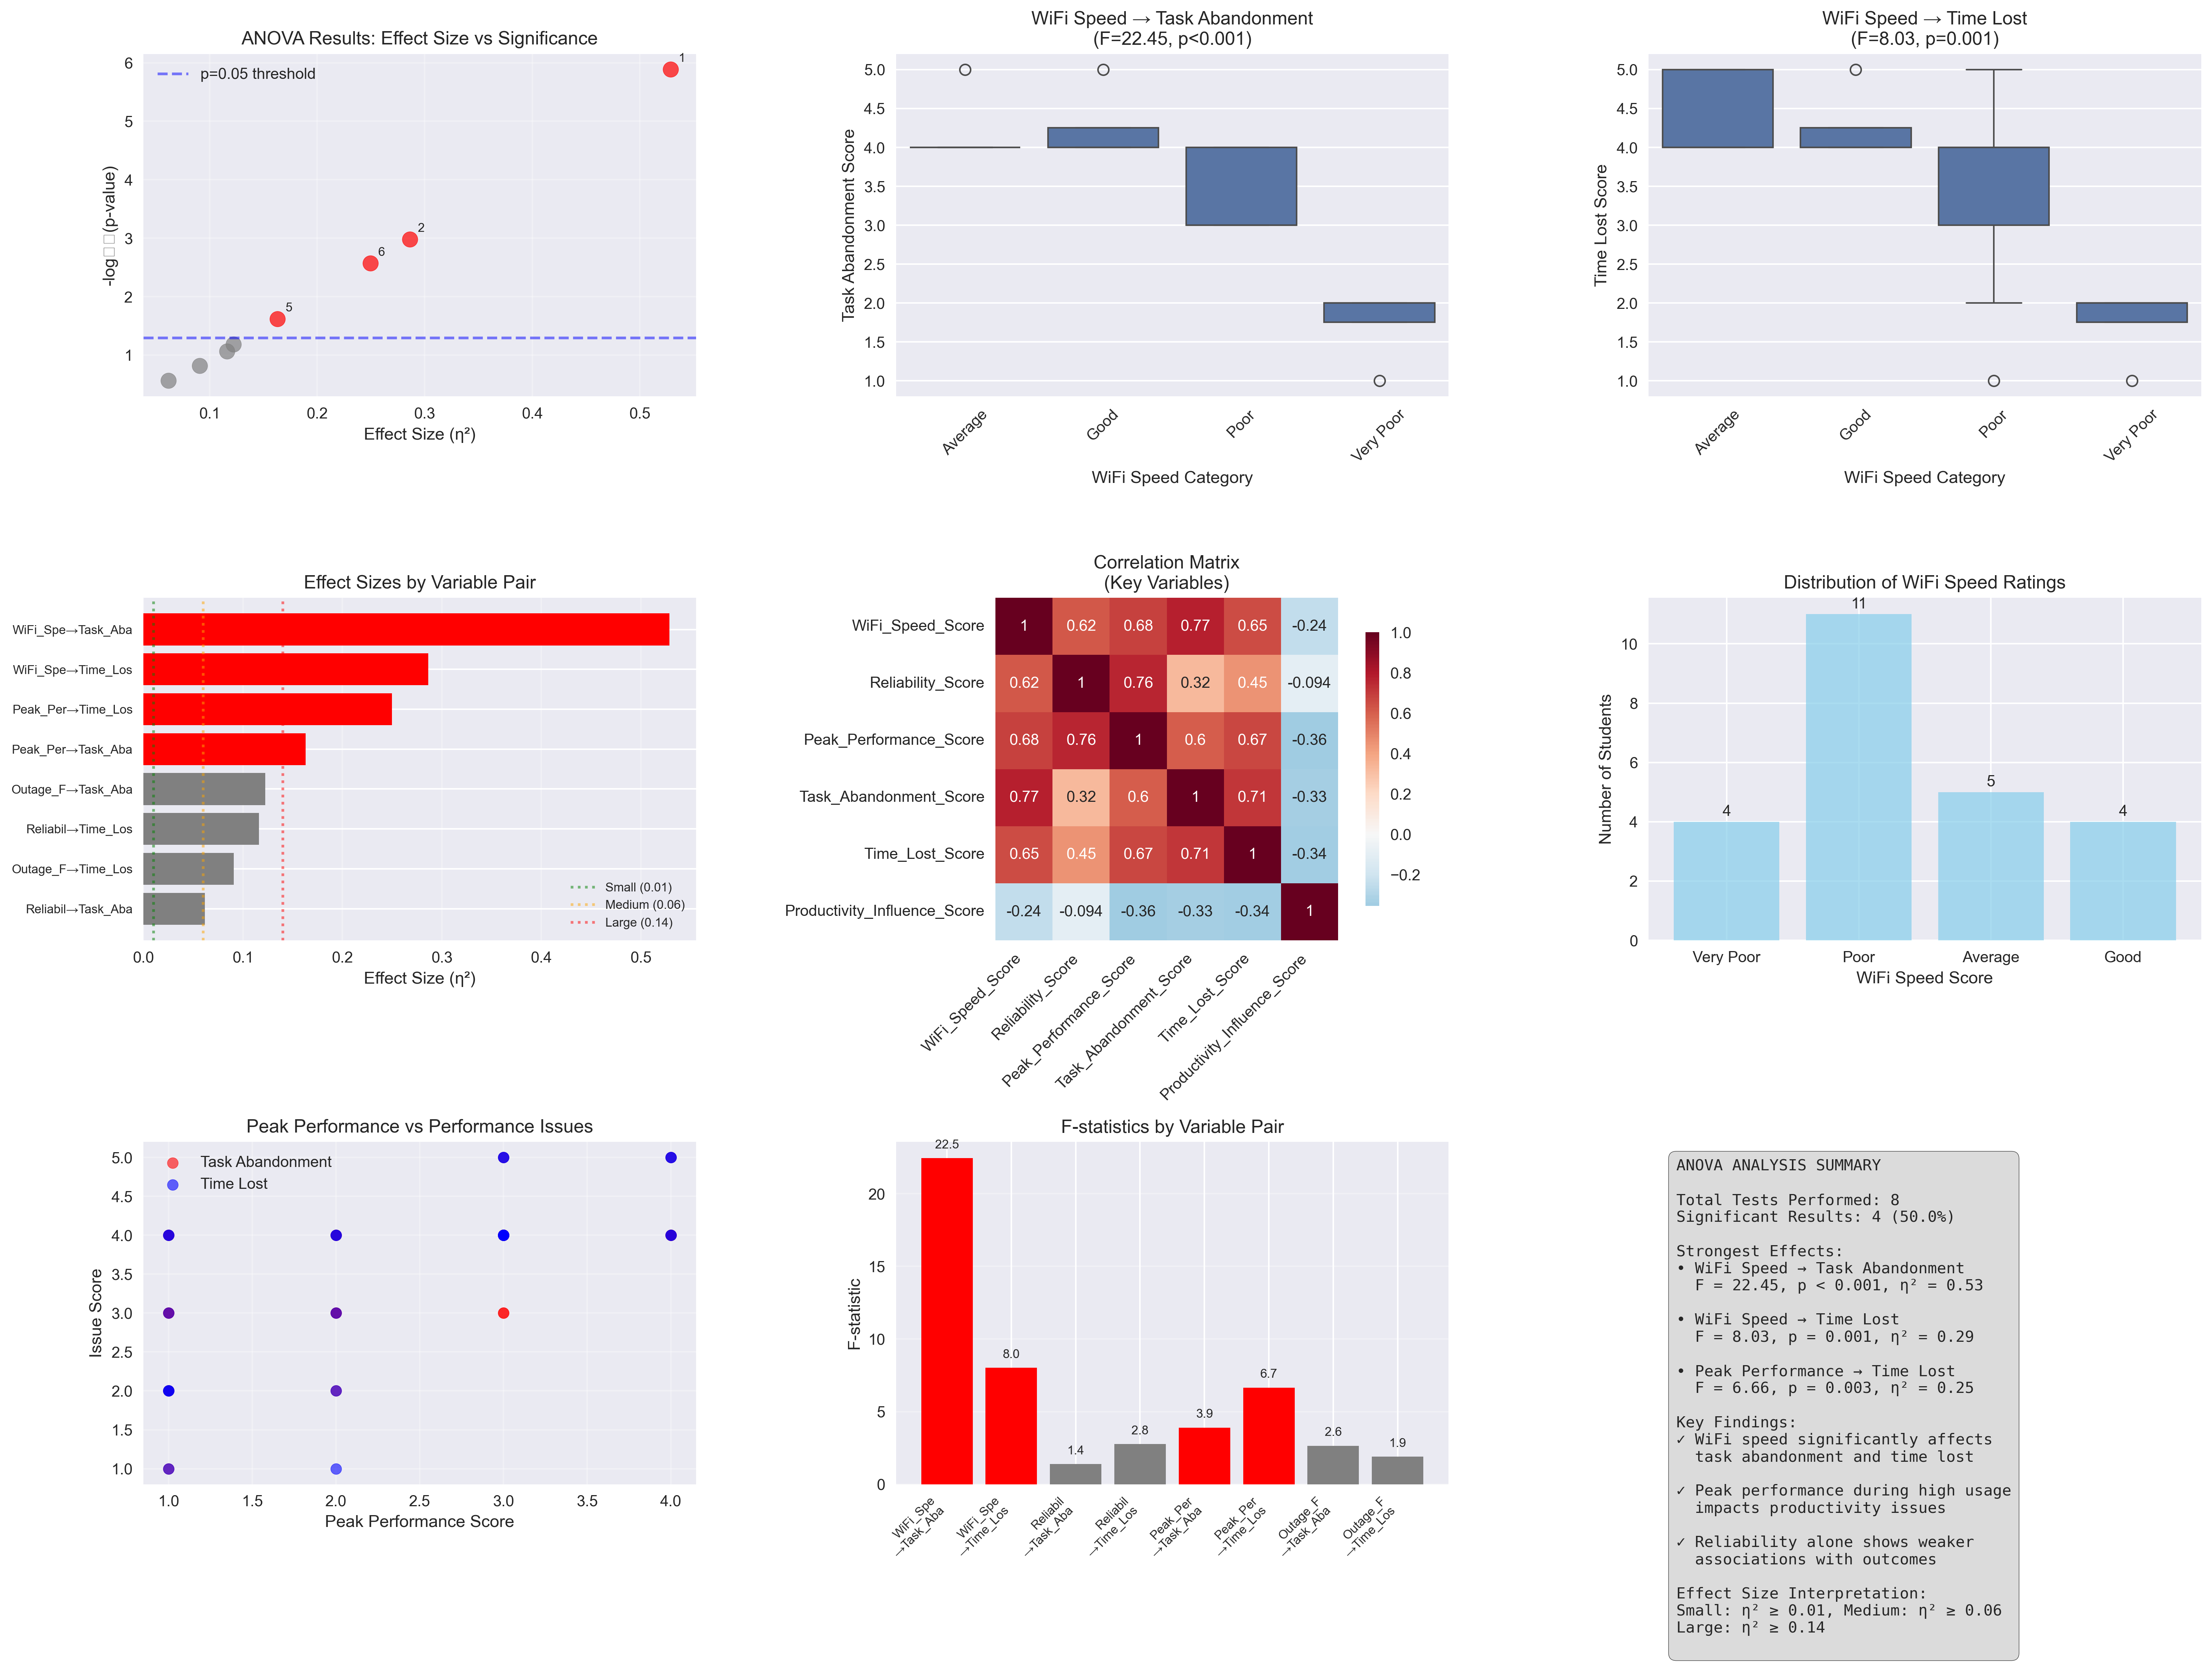 ANOVA Results: Effect Size vs Significance
p=0.05 threshold
-log□□(p-value)
6
5
4
3
2
1
1
2
6
5
0.1
0.2
0.3
0.4
0.5
Effect Size (η²)
WiFi Speed → Task Abandonment
(F=22.45, p<0.001)
Task Abandonment Score
5.0
4.5
4.0
3.5
3.0
2.5
2.0
1.5
1.0
Average
Good
Poor
Very Poor
WiFi Speed Category
WiFi Speed → Time Lost
(F=8.03, p=0.001)
Time Lost Score
5.0
4.5
4.0
3.5
3.0
2.5
2.0
1.5
1.0
Average
Good
Poor
Very Poor
WiFi Speed Category
Effect Sizes by Variable Pair
WiFi_Spe→Task_Aba
WiFi_Spe→Time_Los
Peak_Per→Time_Los
Peak_Per→Task_Aba
Outage_F→Task_Aba
Reliabil→Time_Los
Outage_F→Time_Los
Reliabil→Task_Aba
Small (0.01)
Medium (0.06)
Large (0.14)
0.0
0.1
0.2
0.3
0.4
0.5
Effect Size (η²)
Correlation Matrix
(Key Variables)
WiFi_Speed_Score
1 0.62 0.68 0.77 0.65 -0.24
Reliability_Score
0.62 1 0.76 0.32 0.45 -0.094
Peak_Performance_Score
0.68 0.76 1 0.6 0.67 -0.36
Task_Abandonment_Score
0.77 0.32 0.6 1 0.71 -0.33
Time_Lost_Score
0.65 0.45 0.67 0.71 1 -0.34
Productivity_Influence_Score
-0.24 -0.094 -0.36 -0.33 -0.34 1
WiFi_Speed_Score
Reliability_Score
Peak_Performance_Score
Task_Abandonment_Score
Time_Lost_Score
Productivity_Influence_Score
1.0
0.8
0.6
0.4
0.2
0.0
−0.2
Distribution of WiFi Speed Ratings
Number of Students
10
8
6
4
2
0
4
11
5
4
Very Poor
Poor
Average
Good
WiFi Speed Score
Peak Performance vs Performance Issues
Task Abandonment
Time Lost
Issue Score
5.0
4.5
4.0
3.5
3.0
2.5
2.0
1.5
1.0
1.0
1.5
2.0
2.5
3.0
3.5
4.0
Peak Performance Score
F-statistics by Variable Pair
F-statistic
20
15
10
5
0
22.5
8.0
1.4
2.8
3.9
6.7
2.6
1.9
WiFi_Spe
→Task_Aba
WiFi_Spe
→Time_Los
Reliabil
→Task_Aba
Reliabil
→Time_Los
Peak_Per
→Task_Aba
Peak_Per
→Time_Los
Outage_F
→Task_Aba
Outage_F
→Time_Los
ANOVA ANALYSIS SUMMARY
Total Tests Performed: 8
Significant Results: 4 (50.0%)
Strongest Effects:
• WiFi Speed → Task Abandonment
F = 22.45, p < 0.001, η² = 0.53
• WiFi Speed → Time Lost
F = 8.03, p = 0.001, η² = 0.29
• Peak Performance → Time Lost
F = 6.66, p = 0.003, η² = 0.25
Key Findings:
✓ WiFi speed significantly affects
task abandonment and time lost
✓ Peak performance during high usage
impacts productivity issues
✓ Reliability alone shows weaker
associations with outcomes
Effect Size Interpretation:
Small: η² ≥ 0.01, Medium: η² ≥ 0.06
Large: η² ≥ 0.14